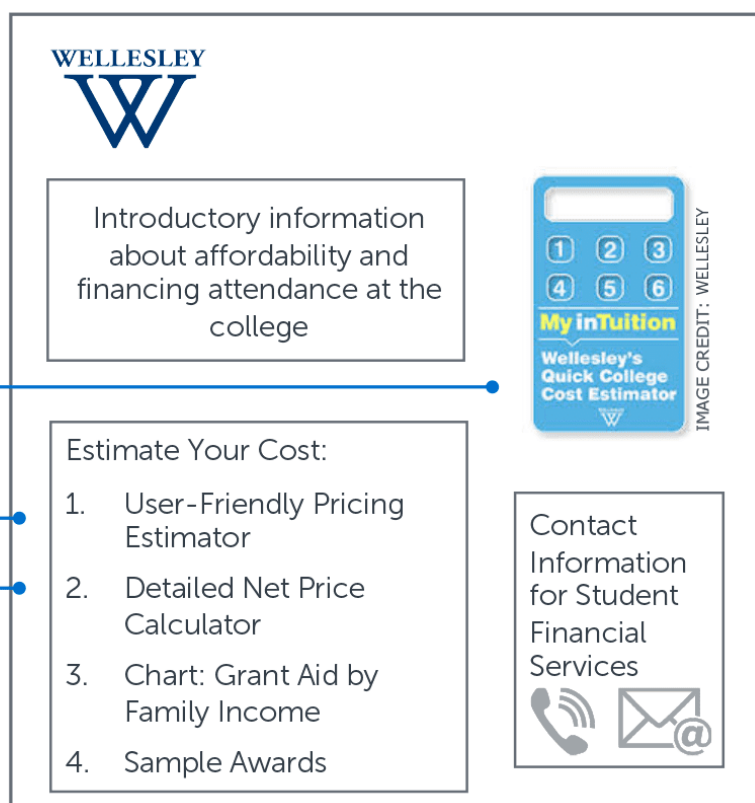 WELLESLEY
W
Introductory information
about affordability and
financing attendance at the
college
1 2 3
4 5 6
My inTuition
Wellesley's
Quick College
Cost Estimator
W
IMAGE CREDIT: WELLESLEY
Estimate Your Cost:
1. User-Friendly Pricing
Estimator
2. Detailed Net Price
Calculator
3. Chart: Grant Aid by
Family Income
4. Sample Awards
Contact
Information
for Student
Financial
Services
@